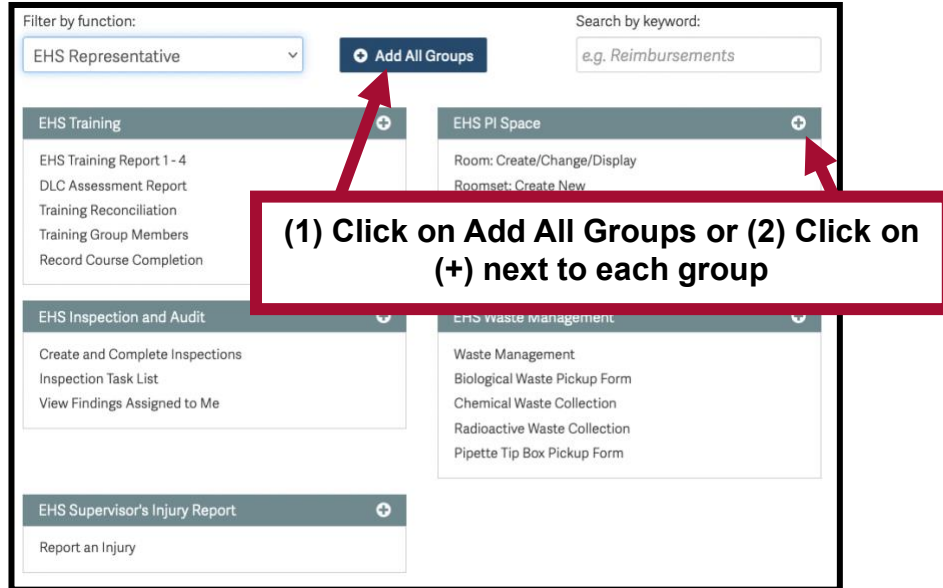 Filter by function:
Search by keyword:
EHS Representative
Add All Groups
e.g. Reimbursements
EHS Training
EHS Training Report 1 - 4
DLC Assessment Report
Training Reconciliation
Training Group Members
Record Course Completion
EHS PI Space
Room: Create/Change/Display
Roomset: Create New
(1) Click on Add All Groups or (2) Click on
(+) next to each group
EHS Inspection and Audit
Create and Complete Inspections
Inspection Task List
View Findings Assigned to Me
EHS Waste Management
Waste Management
Biological Waste Pickup Form
Chemical Waste Collection
Radioactive Waste Collection
Pipette Tip Box Pickup Form
EHS Supervisor's Injury Report
Report an Injury